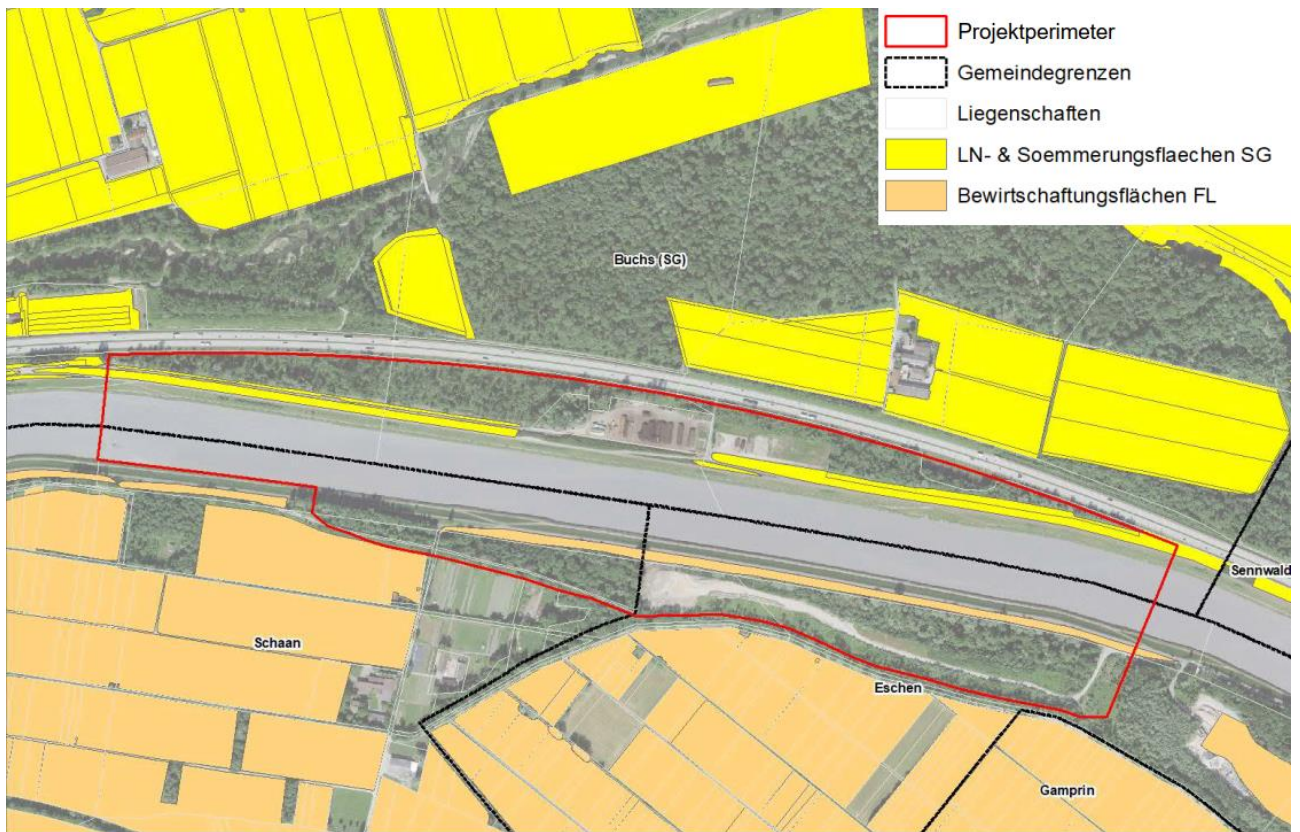 Projektperimeter
Gemeindegrenzen
Liegenschaften
LN- & Soemmerungsflaechen SG
Bewirtschaftungsflächen FL
Buchs (SG)
Sennwald
Schaan
Eschen
Gamprin